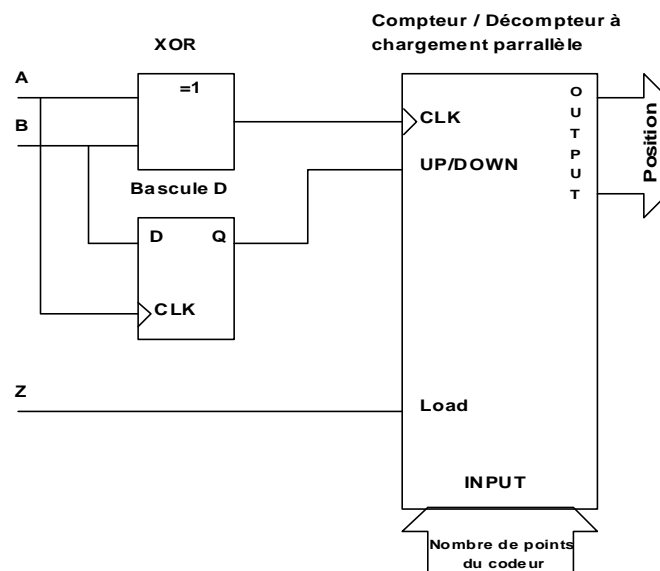 Compteur / Décompteur à
chargement parrallèle
XOR
A
=1
B
CLK
OUTPUT
Position
UP/DOWN
Bascule D
D Q
CLK
Z
Load
INPUT
Nombre de points
du codeur